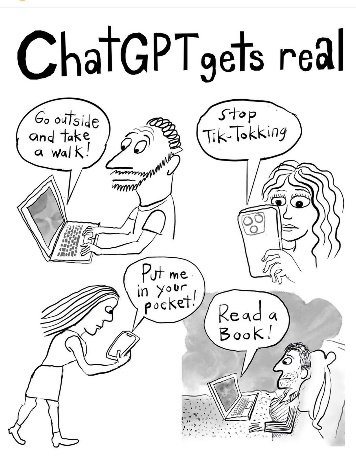 ChatGPT gets real
Go outside
and take
a walk!
Stop
Tik-Tokking
Put me
in your
pocket!
Read a
Book!